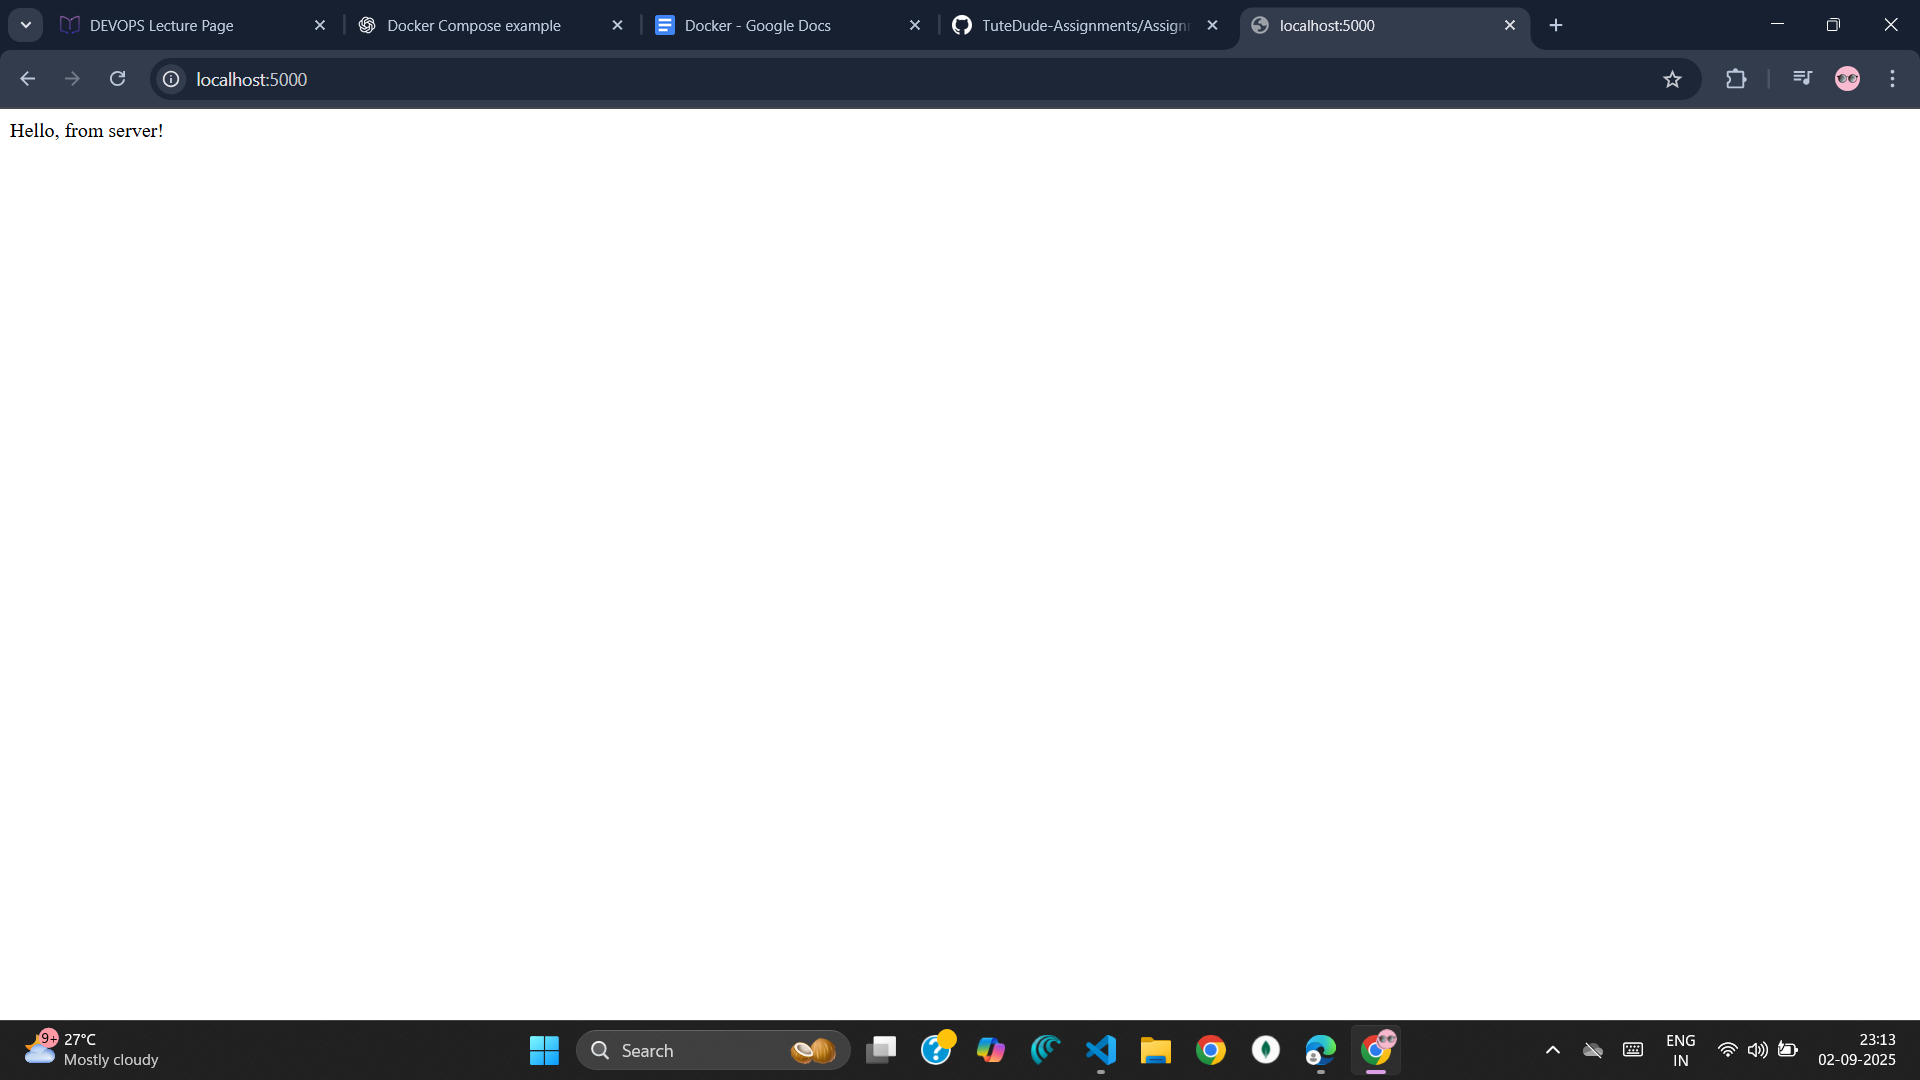 DEVOPS Lecture Page
Docker Compose example
Docker - Google Docs
TuteDude-Assignments/Assign
localhost:5000
localhost:5000
Hello, from server!
9+
27°C
Mostly cloudy
Search
ENG
IN
23:13
02-09-2025